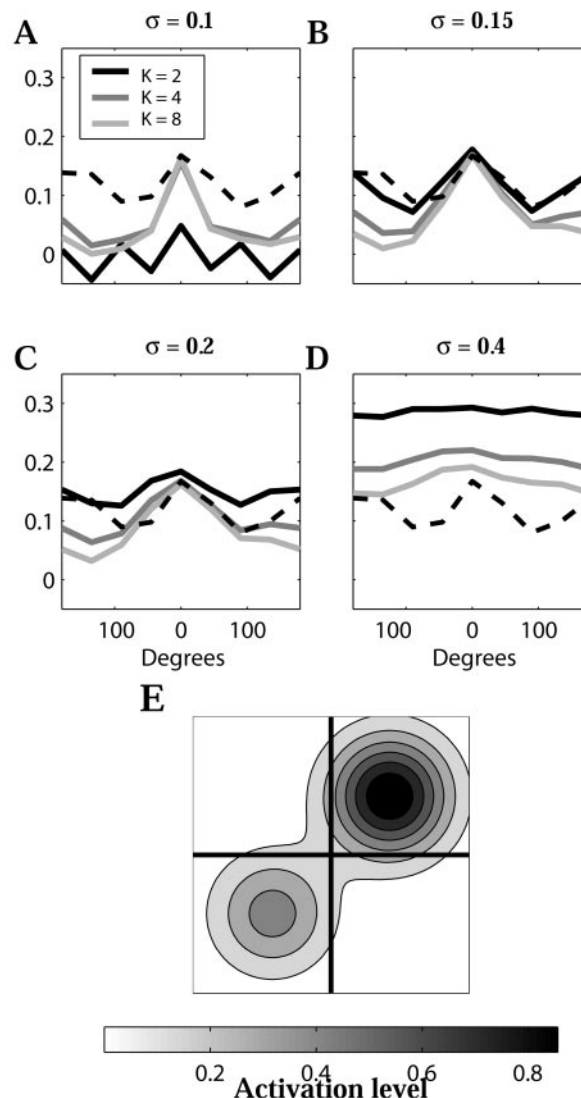 A σ = 0.1
B σ = 0.15
0.3
0.2
0.1
0
K = 2
K = 4
K = 8
C σ = 0.2
D σ = 0.4
0.3
0.2
0.1
0
100 0 100
Degrees
100 0 100
Degrees
E
0.2 0.4 0.6 0.8
Activation level